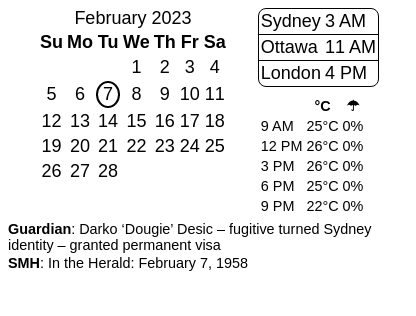 February 2023
Su Mo Tu We Th Fr Sa
1 2 3 4
5 6 7 8 9 10 11
12 13 14 15 16 17 18
19 20 21 22 23 24 25
26 27 28
Sydney 3 AM
Ottawa 11 AM
London 4 PM
°C ☂
9 AM 25°C 0%
12 PM 26°C 0%
3 PM 26°C 0%
6 PM 25°C 0%
9 PM 22°C 0%
Guardian: Darko ‘Dougie’ Desic – fugitive turned Sydney
identity – granted permanent visa
SMH: In the Herald: February 7, 1958